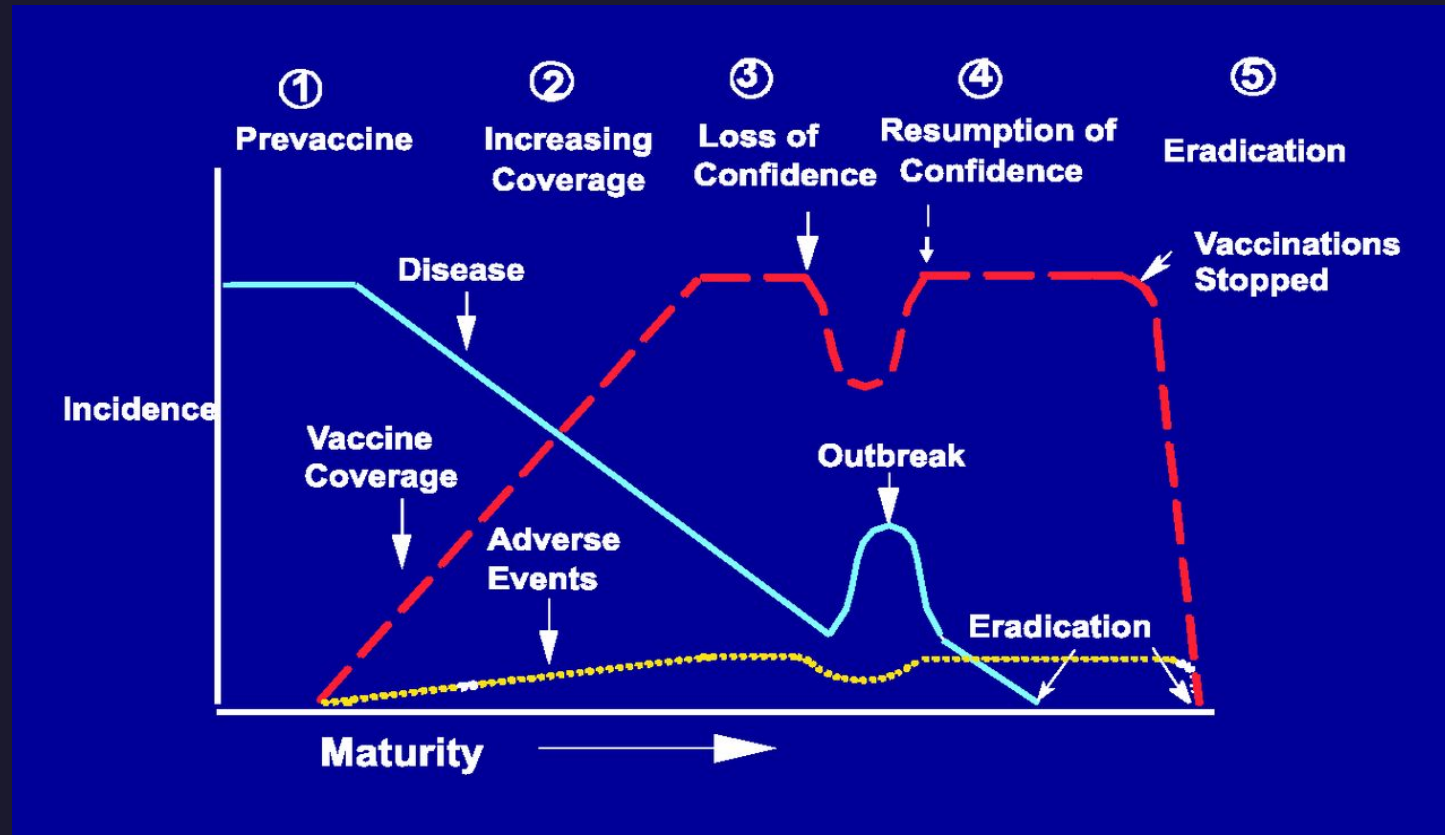 ①
Prevaccine
②
Increasing
Coverage
③
Loss of
Confidence
④
Resumption of
Confidence
⑤
Eradication
Vaccinations
Stopped
Disease
Incidence
Vaccine
Coverage
Outbreak
Adverse
Events
Eradication
Maturity